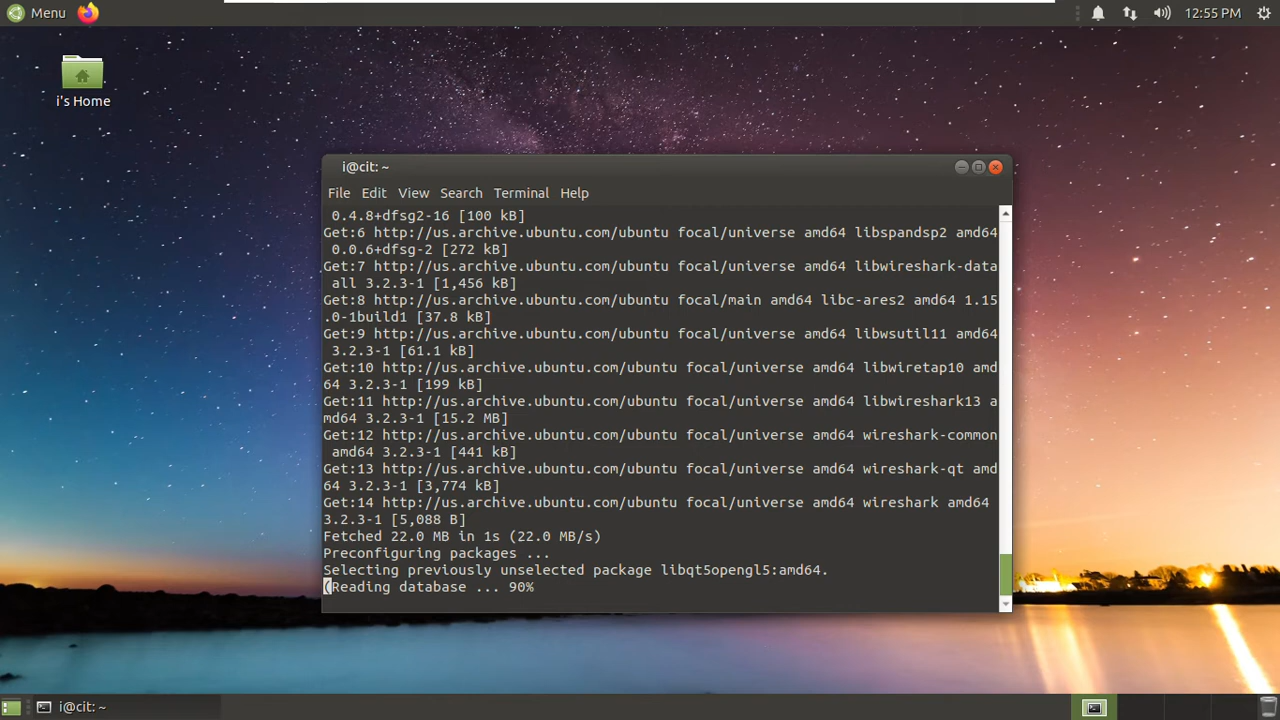 Menu
12:55 PM
i's Home
i@cit: ~
File Edit View Search Terminal Help
0.4.8+dfsg2-16 [100 kB]
Get:6 http://us.archive.ubuntu.com/ubuntu focal/universe amd64 libspandsp2 amd64
0.0.6+dfsg-2 [272 kB]
Get:7 http://us.archive.ubuntu.com/ubuntu focal/universe amd64 libwireshark-data
all 3.2.3-1 [1,456 kB]
Get:8 http://us.archive.ubuntu.com/ubuntu focal/main amd64 libc-ares2 amd64 1.15
.0-1build1 [37.8 kB]
Get:9 http://us.archive.ubuntu.com/ubuntu focal/universe amd64 libwsutil11 amd64
3.2.3-1 [61.1 kB]
Get:10 http://us.archive.ubuntu.com/ubuntu focal/universe amd64 libwiretap10 amd
64 3.2.3-1 [199 kB]
Get:11 http://us.archive.ubuntu.com/ubuntu focal/universe amd64 libwireshark13 a
md64 3.2.3-1 [15.2 MB]
Get:12 http://us.archive.ubuntu.com/ubuntu focal/universe amd64 wireshark-common
amd64 3.2.3-1 [441 kB]
Get:13 http://us.archive.ubuntu.com/ubuntu focal/universe amd64 wireshark-qt amd
64 3.2.3-1 [3,774 kB]
Get:14 http://us.archive.ubuntu.com/ubuntu focal/universe amd64 wireshark amd64
3.2.3-1 [5,088 B]
Fetched 22.0 MB in 1s (22.0 MB/s)
Preconfiguring packages ...
Selecting previously unselected package libqt5opengl5:amd64.
(Reading database ... 90%
i@cit: ~